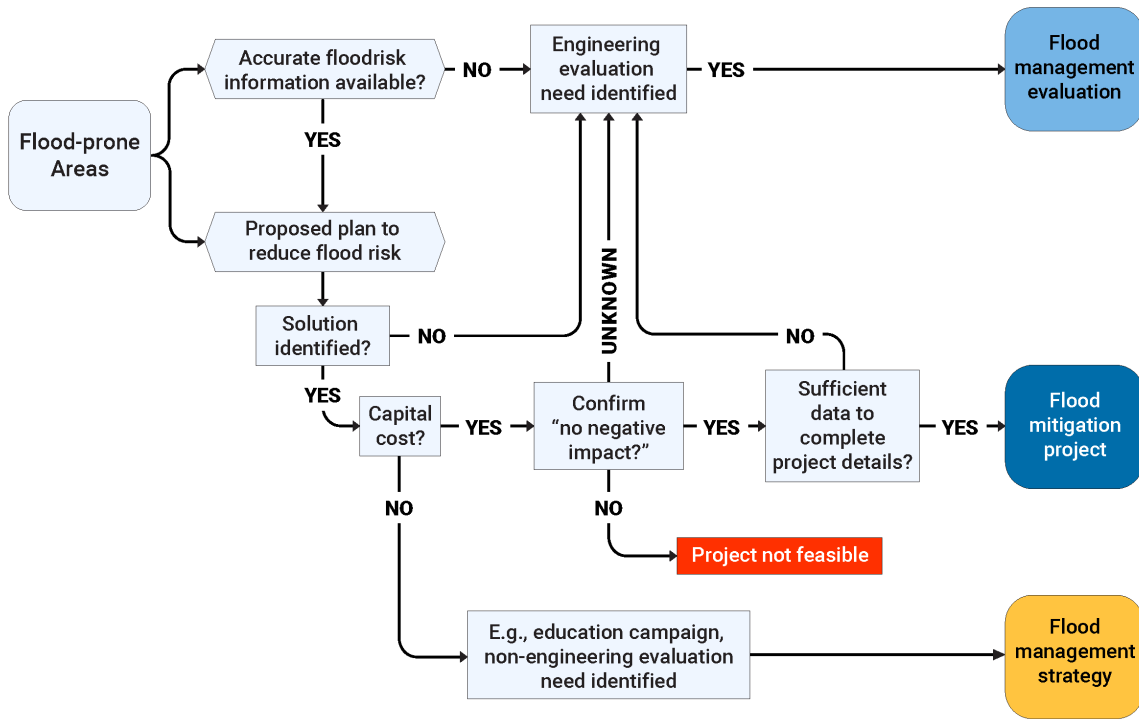 Flood-prone
Areas
Accurate floodrisk
information available?
NO
Engineering
evaluation
need identified
YES
Flood
management
evaluation
YES
Proposed plan to
reduce flood risk
Solution
identified?
NO
UNKNOWN
NO
YES
Capital
cost?
YES
Confirm
“no negative
impact?”
YES
Sufficient
data to
complete
project details?
YES
Flood
mitigation
project
NO
NO
Project not feasible
E.g., education campaign,
non-engineering evaluation
need identified
Flood
management
strategy